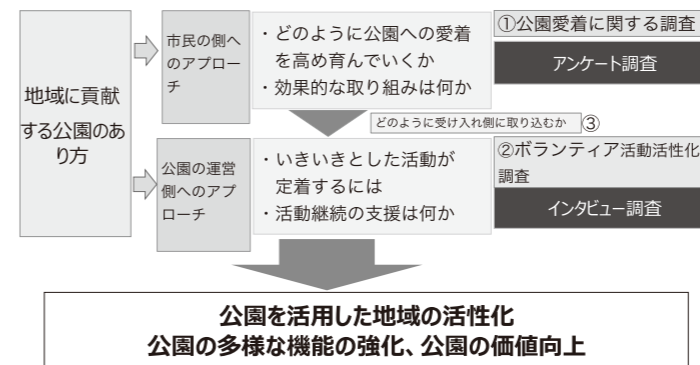 地域に貢献
する公園のあ
り方
市民の側へ
のアプロー
チ
・どのように公園への愛着
を高め育んでいくか
・効果的な取り組みは何か
①公園愛着に関する調査
アンケート調査
どのように受け入れ側に取り込むか ③
公園の運営
側へのアプ
ローチ
・いきいきとした活動が
定着するには
・活動継続の支援は何か
②ボランティア活動活性化
調査
インタビュー調査
公園を活用した地域の活性化
公園の多様な機能の強化、公園の価値向上